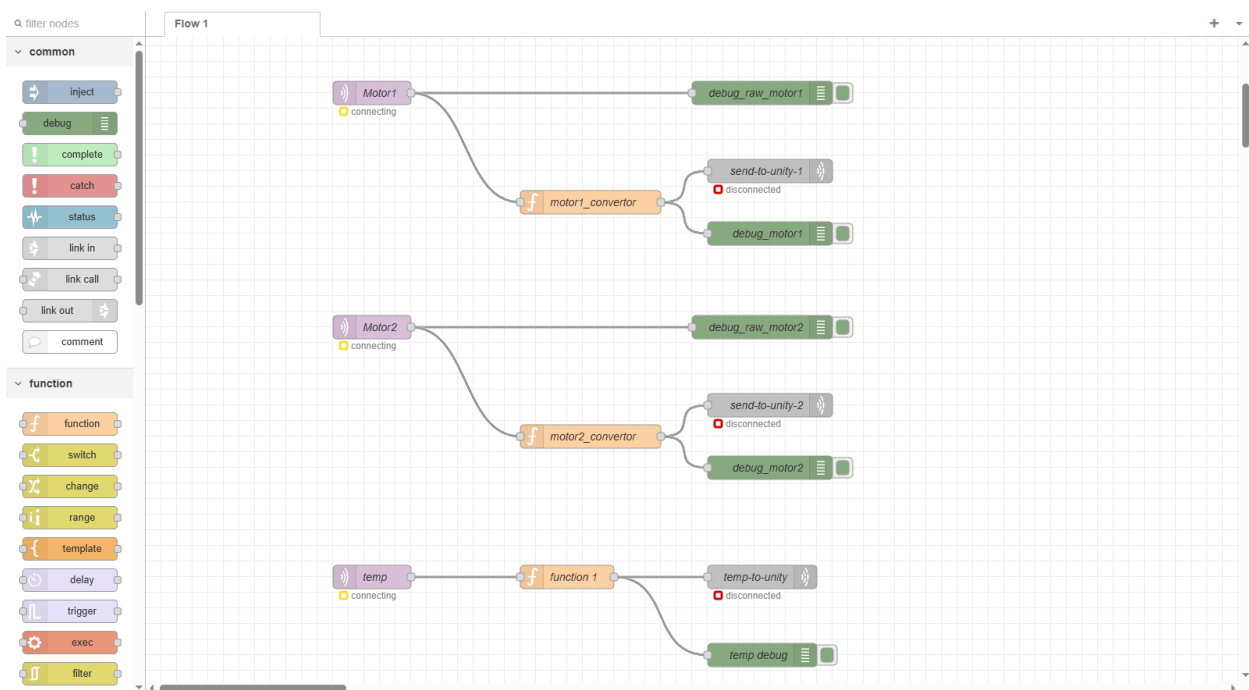 filter nodes
Flow 1
common
inject
debug
complete
catch
status
link in
link call
link out
comment
function
function
switch
change
range
template
delay
trigger
exec
filter
Motor1
connecting
debug_raw_motor1
motor1_convertor
send-to-unity-1
disconnected
debug_motor1
Motor2
connecting
debug_raw_motor2
motor2_convertor
send-to-unity-2
disconnected
debug_motor2
temp
connecting
function 1
temp-to-unity
disconnected
temp debug